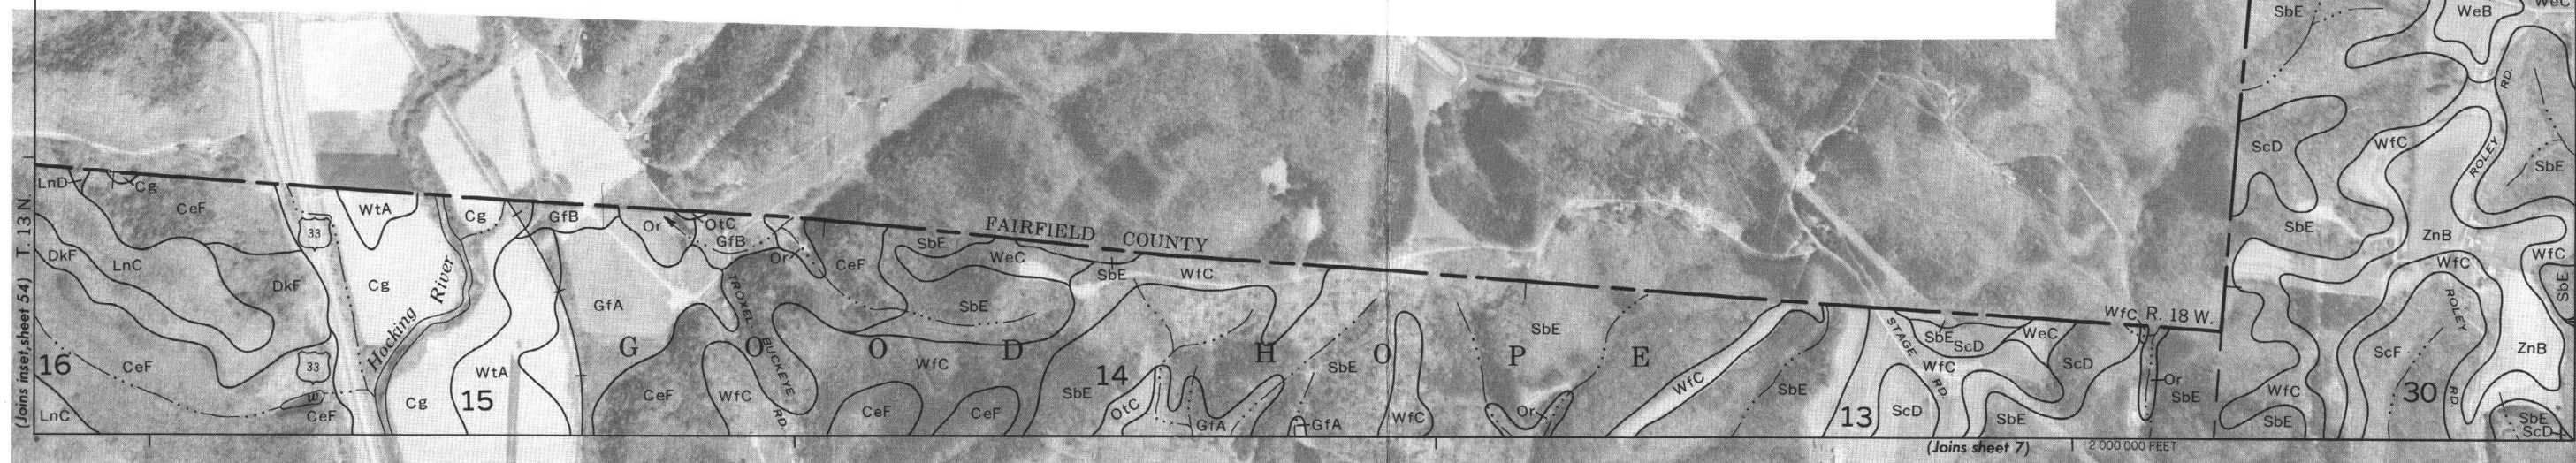 SbE
WeB
WeC
RD.
ScD
WfC
ROLEY
SbE
LnD
Cg
CeF
WtA
Cg
GfB
Or
OtC
GfB
Or
CeF
SbE
WeC
FAIRFIELD COUNTY
SbE
WfC
T. 13 N.
33
DkF
LnC
DkF
Cg
Hocking River
GfA
SbE
SbE
ZnB
WfC
WfC
SbE
WfC R. 18 W.
(Joins inset, sheet 54)
16
CeF
33
W
CeF
LnC
Cg
15
WtA
G O O D H O P E
TROXEL BUCKEYE RD.
CeF
WfC
WfC
CeF
CeF
SbE
14
OtC
GfA
GfA
SbE
WfC
SbE
Or
WfC
SbE
13
STAGE RD.
SbE
ScD
WeC
WfC
ScD
ScD
SbE
Or
SbE
ROLEY RD.
ScF
ZnB
WfC
30
SbE
SbE
ScD
(Joins sheet 7)
2 000 000 FEET